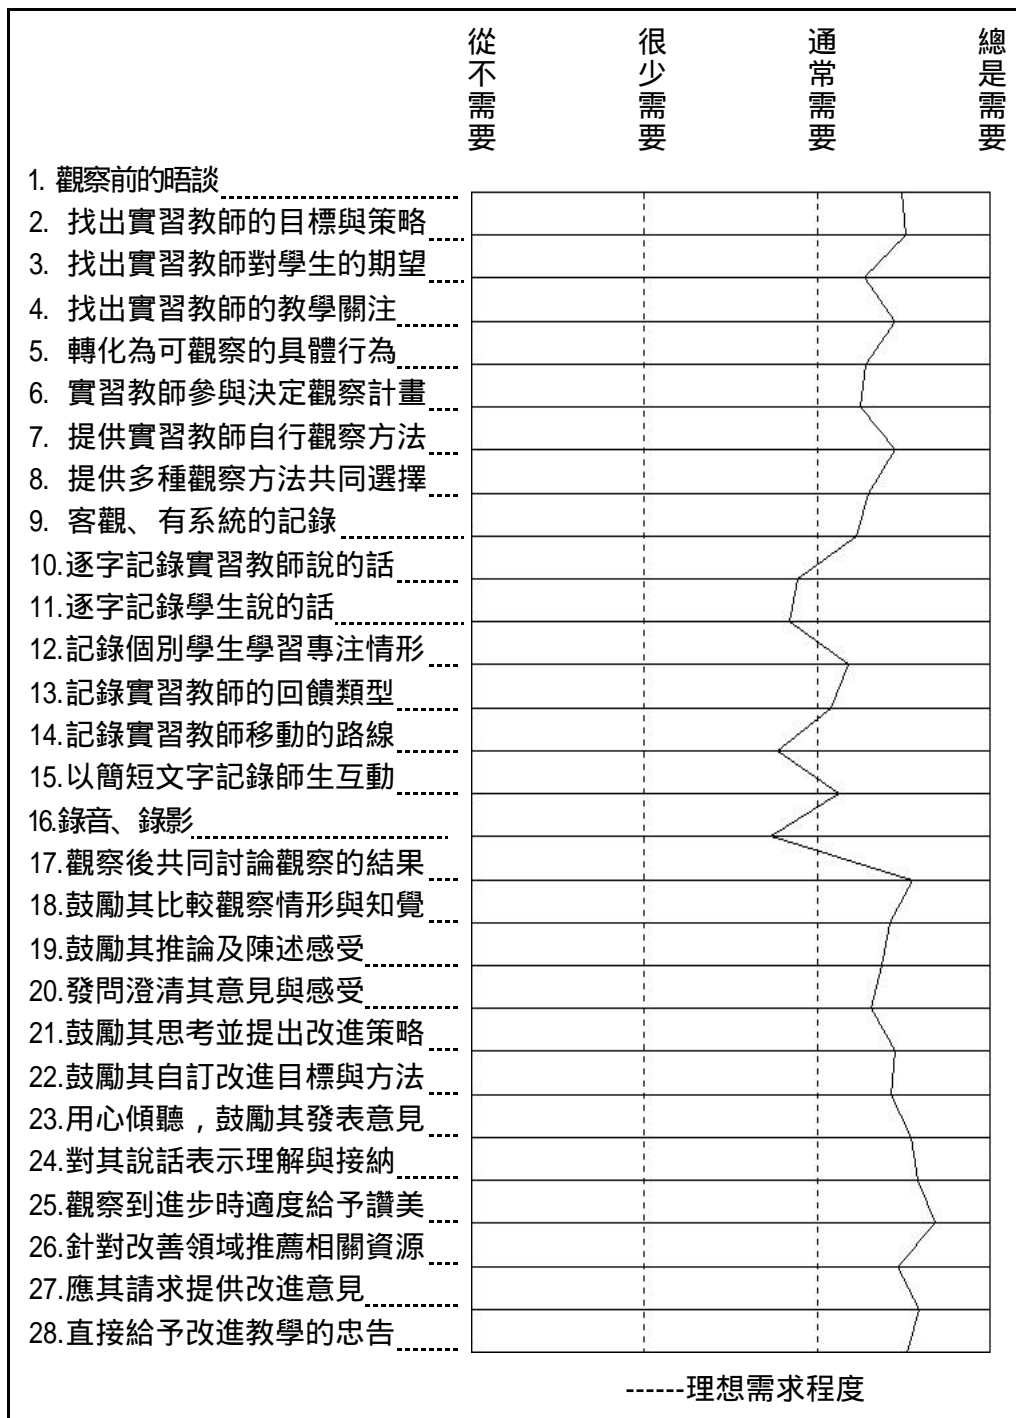 從不需要
很少需要
通常需要
總是需要
1. 觀察前的晤談
2. 找出實習教師的目標與策略
3. 找出實習教師對學生的期望
4. 找出實習教師的教學關注
5. 轉化為可觀察的具體行為
6. 實習教師參與決定觀察計畫
7. 提供實習教師自行觀察方法
8. 提供多種觀察方法共同選擇
9. 客觀、有系統的記錄
10.逐字記錄實習教師說的話
11.逐字記錄學生說的話
12.記錄個別學生學習專注情形
13.記錄實習教師的回饋類型
14.記錄實習教師移動的路線
15.以簡短文字記錄師生互動
16.錄音、錄影
17.觀察後共同討論觀察的結果
18.鼓勵其比較觀察情形與知覺
19.鼓勵其推論及陳述感受
20.發問澄清其意見與感受
21.鼓勵其思考並提出改進策略
22.鼓勵其自訂改進目標與方法
23.用心傾聽，鼓勵其發表意見
24.對其說話表示理解與接納
25.觀察到進步時適度給予讚美
26.針對改善領域推薦相關資源
27.應其請求提供改進意見
28.直接給予改進教學的忠告
------理想需求程度